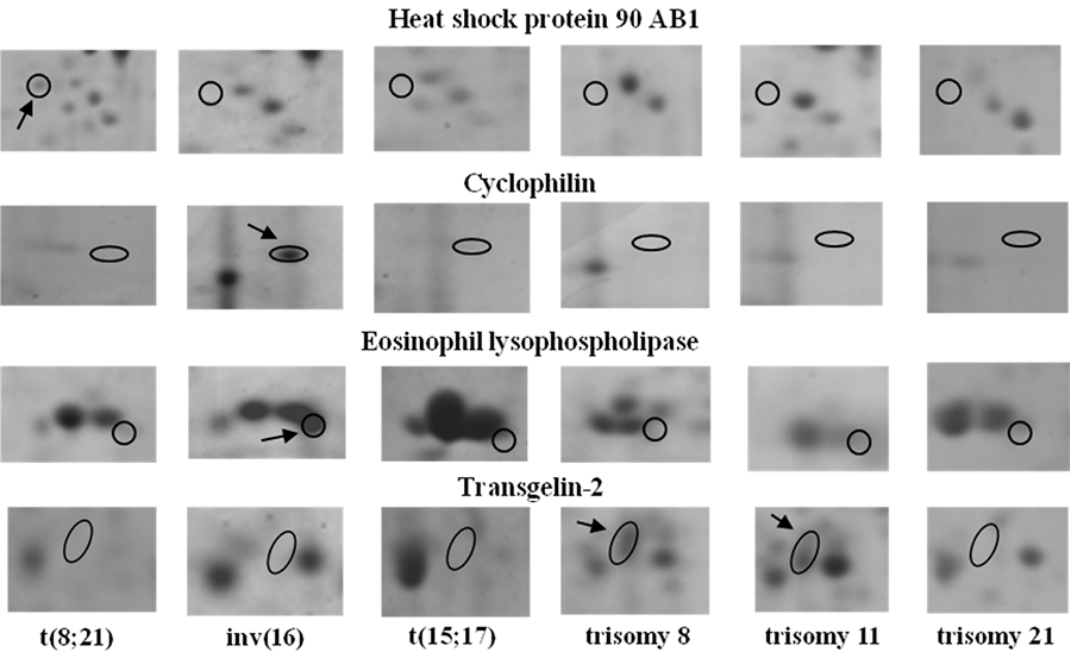 Heat shock protein 90 AB1
Cyclophilin
Eosinophil lysophospholipase
Transgelin-2
t(8;21) inv(16) t(15;17) trisomy 8 trisomy 11 trisomy 21